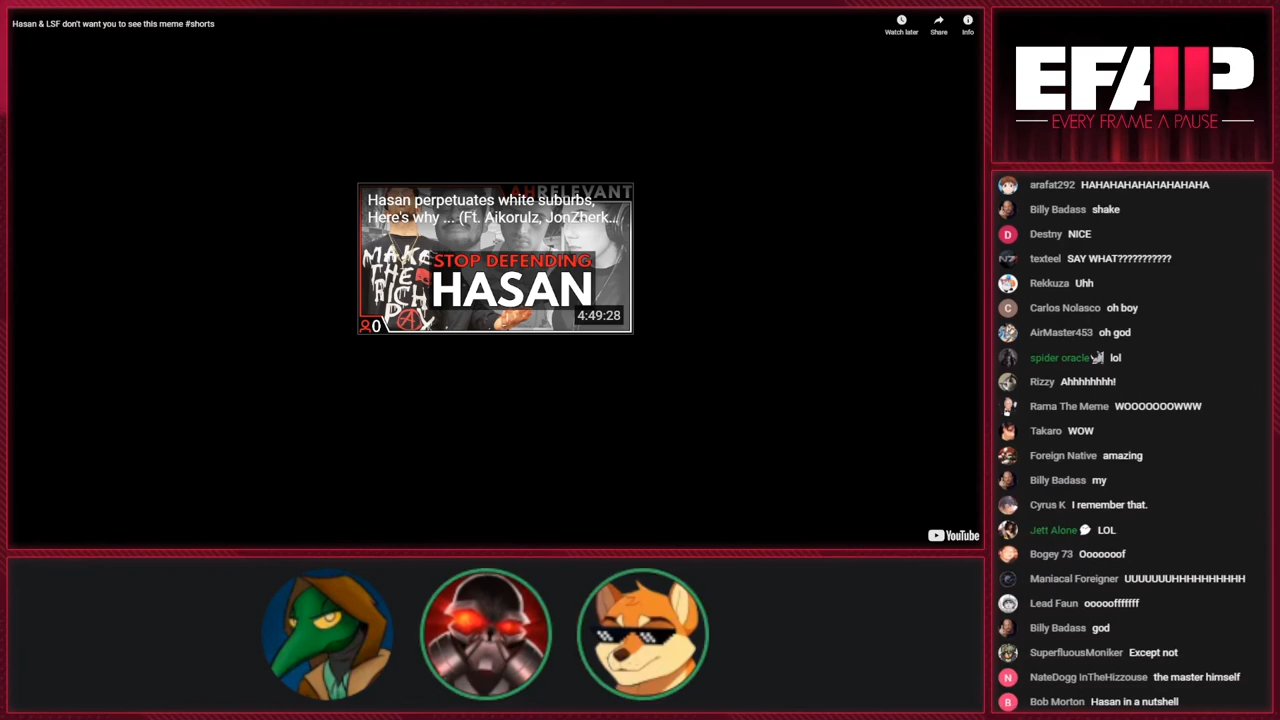 Hasan & LSF don't want you to see this meme #shorts
Watch later
Share
Info
AHRELEVANT
Hasan perpetuates white suburbs,
Here's why ... (Ft. Aikorulz, JonZherk...
MAKE
THE
RICH
PAY
STOP DEFENDING
HASAN
4:49:28
0
YouTube
EFAP
EVERY FRAME A PAUSE
arafat292 HAHAHAHAHAHAHAHAHA
Billy Badass shake
Destny NICE
texteel SAY WHAT???????????
Rekkuza Uhh
Carlos Nolasco oh boy
AirMaster453 oh god
spider oracle lol
Rizzy Ahhhhhhhh!
Rama The Meme WOOOOOOOWWW
Takaro WOW
Foreign Native amazing
Billy Badass my
Cyrus K I remember that.
Jett Alone LOL
Bogey 73 Ooooooof
Maniacal Foreigner UUUUUUUHHHHHHHHHH
Lead Faun ooooofffffff
Billy Badass god
SuperfluousMoniker Except not
NateDogg InTheHizzouse the master himself
Bob Morton Hasan in a nutshell